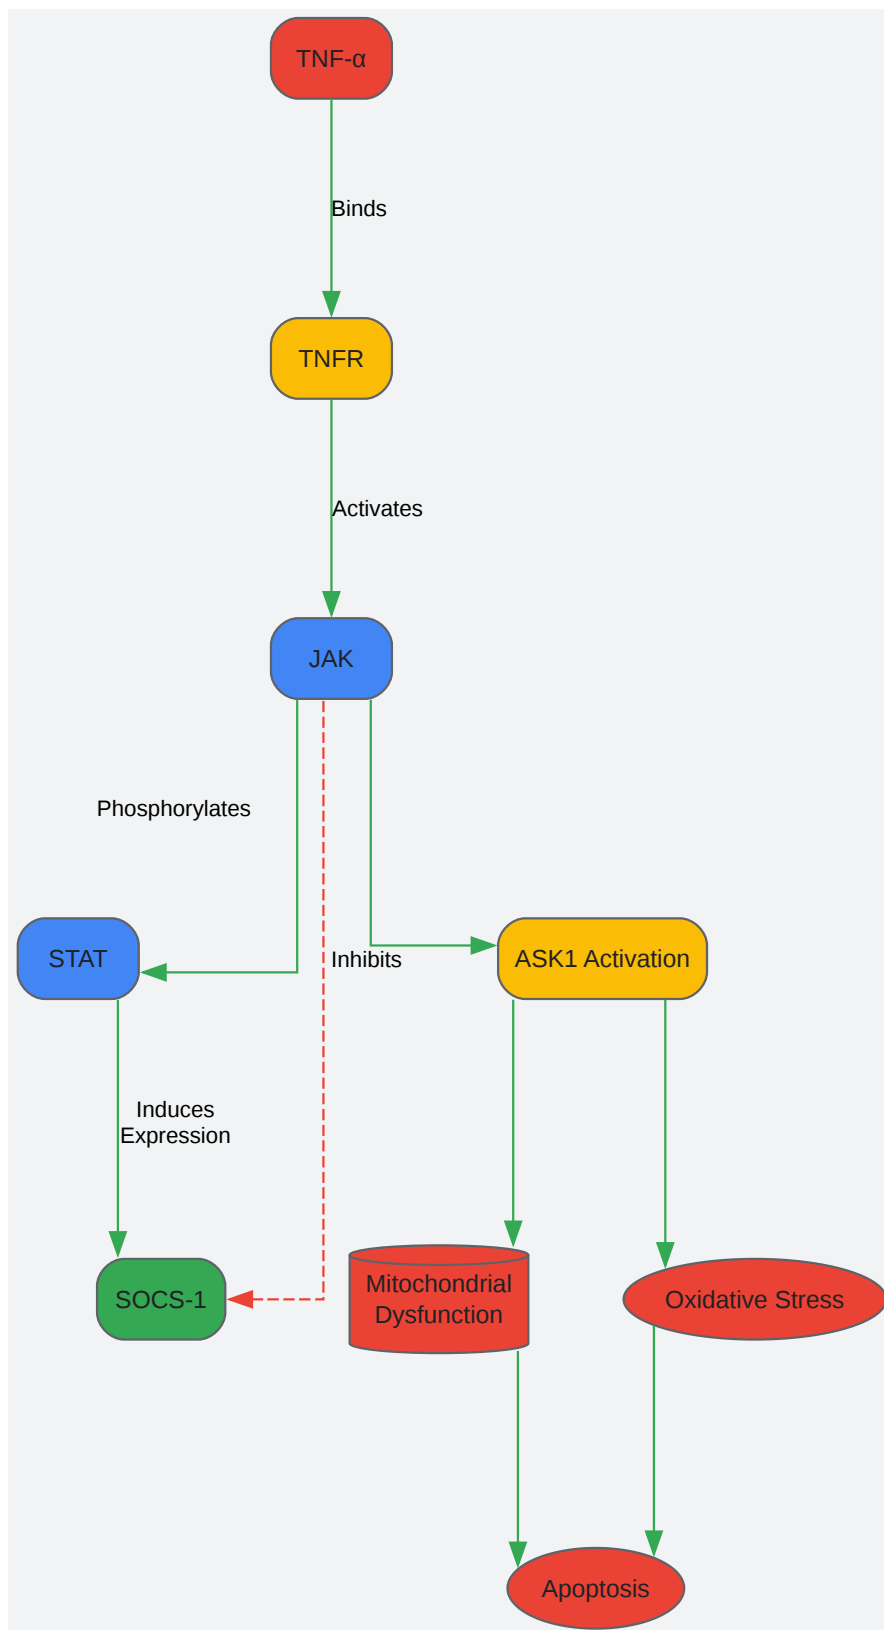 TNF-α
Binds
TNFR
Activates
JAK
Phosphorylates
STAT
Inhibits
ASK1 Activation
Induces
Expression
SOCS-1
Mitochondrial
Dysfunction
Oxidative Stress
Apoptosis